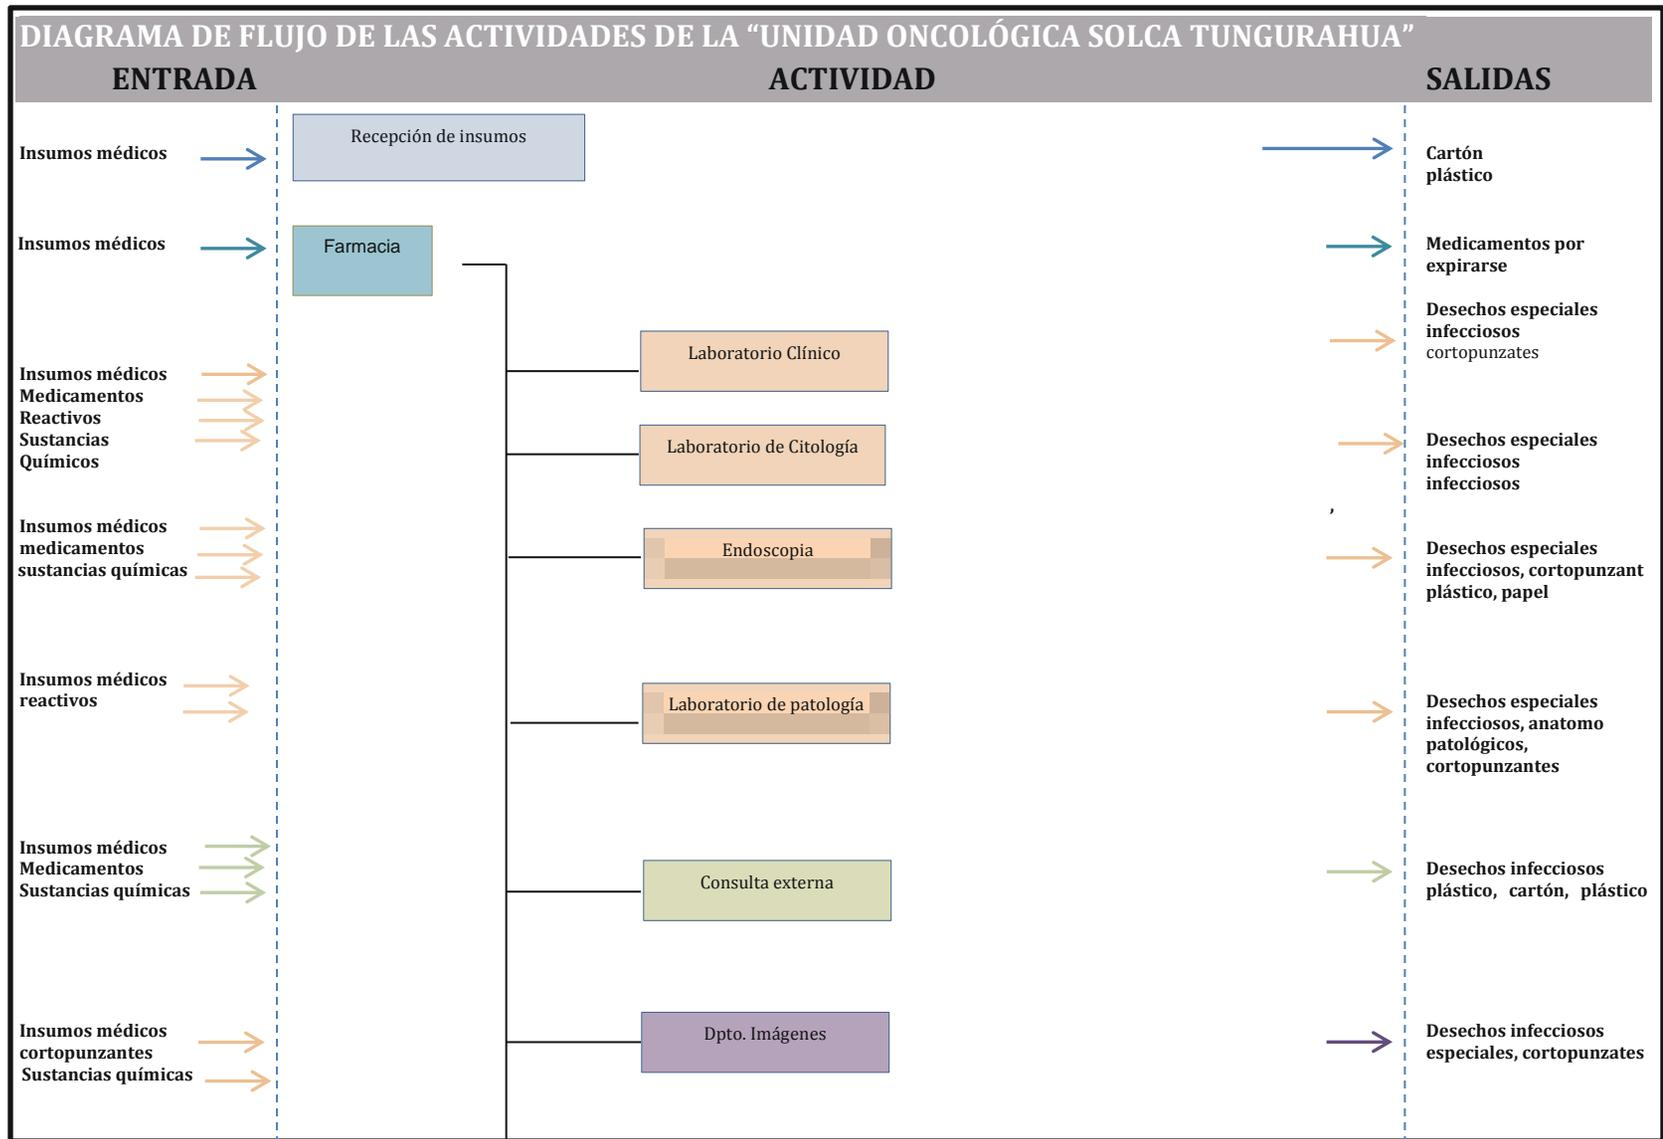 DIAGRAMA DE FLUJO DE LAS ACTIVIDADES DE LA “UNIDAD ONCOLÓGICA SOLCA TUNGURAHUA”
ENTRADA ACTIVIDAD SALIDAS
Insumos médicos
Recepción de insumos
Cartón
plástico
Insumos médicos
Farmacia
Medicamentos por
expirarse
Laboratorio Clínico
Desechos especiales
infecciosos
cortopunzates
Insumos médicos
Medicamentos
Reactivos
Sustancias
Químicos
Laboratorio de Citología
Desechos especiales
infecciosos
infecciosos
,
Insumos médicos
medicamentos
sustancias químicas
Endoscopia
Desechos especiales
infecciosos, cortopunzant
plástico, papel
Insumos médicos
reactivos
Laboratorio de patología
Desechos especiales
infecciosos, anatomo
patológicos,
cortopunzantes
Insumos médicos
Medicamentos
Sustancias químicas
Consulta externa
Desechos infecciosos
plástico, cartón, plástico
Insumos médicos
cortopunzantes
Sustancias químicas
Dpto. Imágenes
Desechos infecciosos
especiales, cortopunzates